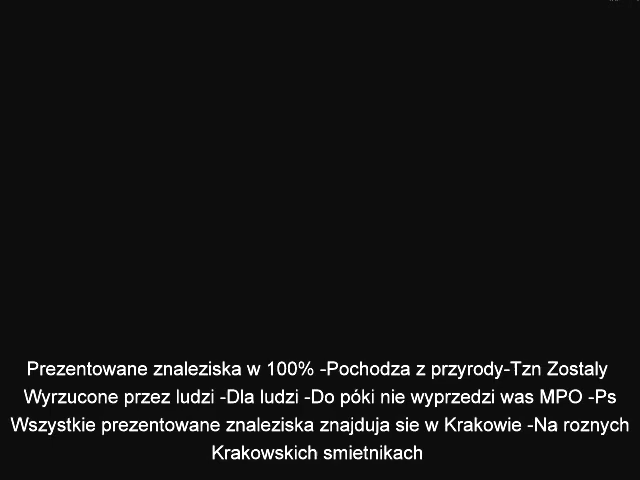 Prezentowane znaleziska w 100% -Pochodza z przyrody-Tzn Zostaly
Wyrzucone przez ludzi -Dla ludzi -Do póki nie wyprzedzi was MPO -Ps
Wszystkie prezentowane znaleziska znajduja sie w Krakowie -Na roznych
Krakowskich smietnikach